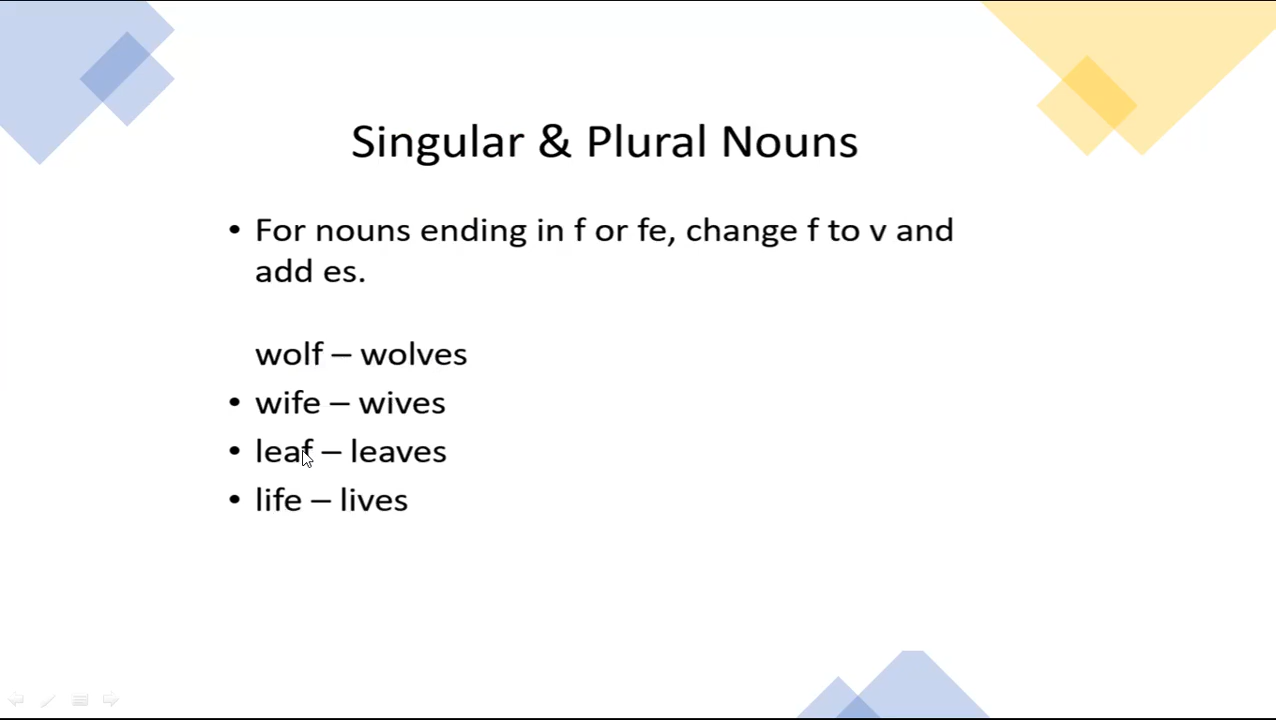 Singular & Plural Nouns
• For nouns ending in f or fe, change f to v and
add es.
wolf – wolves
• wife – wives
• leaf – leaves
• life – lives